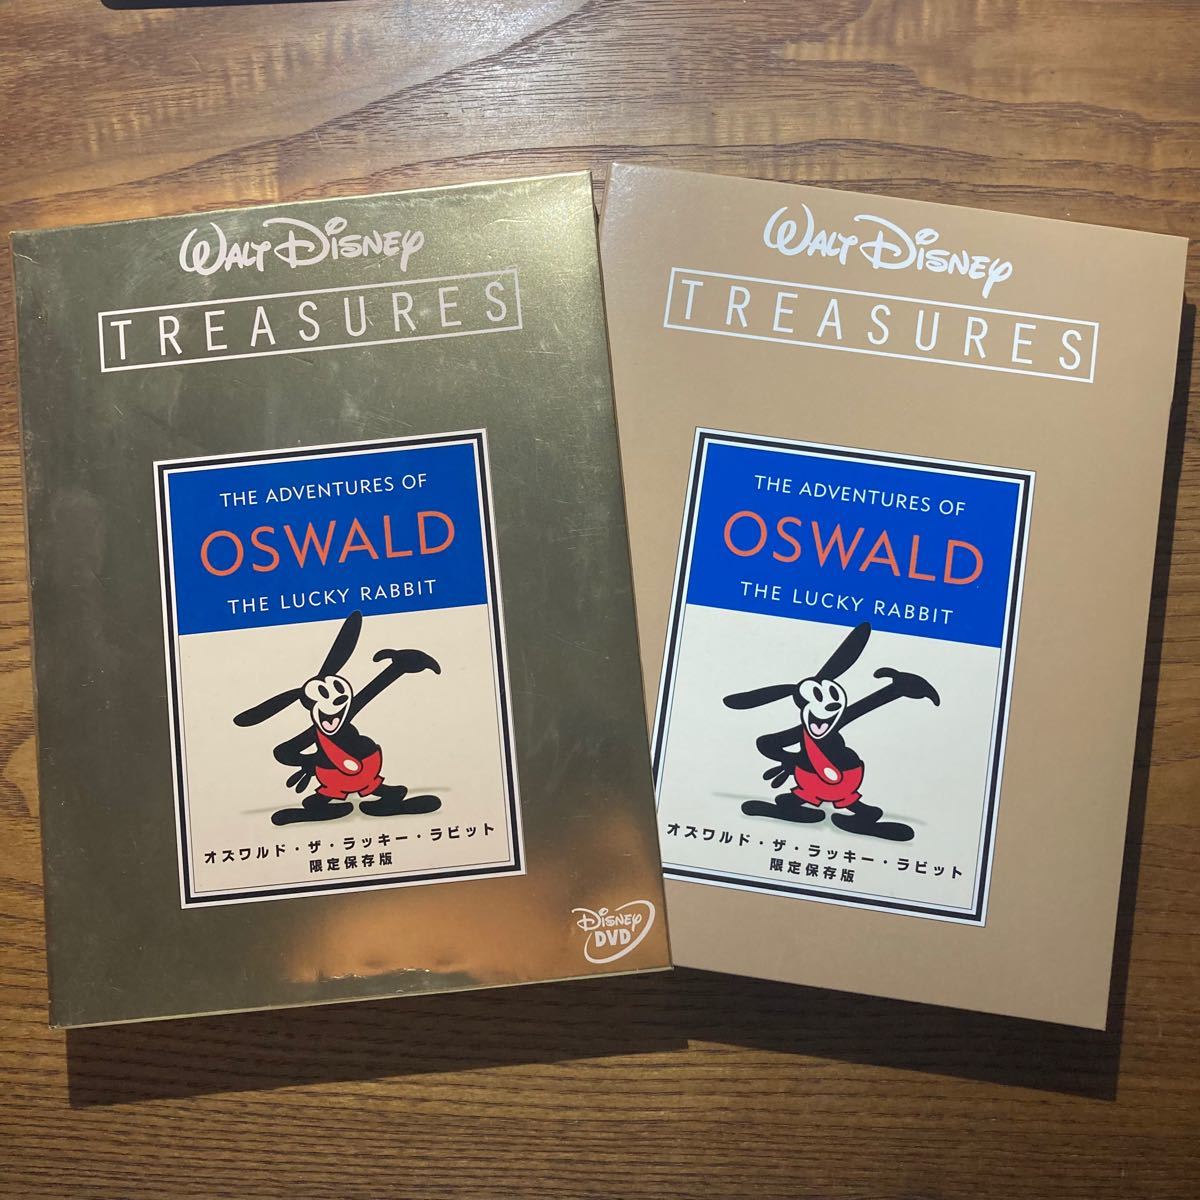 WALT DISNEY
TREASURES
THE ADVENTURES OF
OSWALD
THE LUCKY RABBIT
オズワルド・ザ・ラッキー・ラビット
限定保存版
DISNEY
DVD
WALT DISNEY
TREASURES
THE ADVENTURES OF
OSWALD
THE LUCKY RABBIT
オズワルド・ザ・ラッキー・ラビット
限定保存版